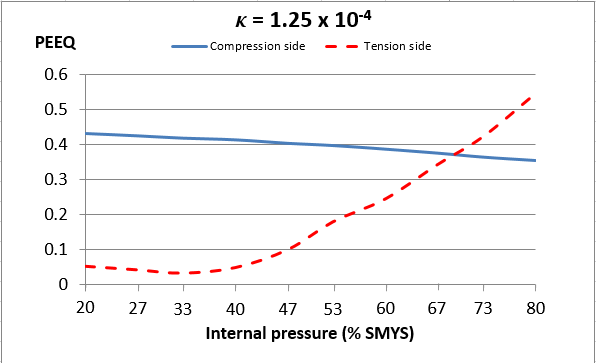 κ = 1.25 x 10-4
PEEQ
Compression side
Tension side
0.6
0.5
0.4
0.3
0.2
0.1
0
20 27 33 40 47 53 60 67 73 80
Internal pressure (% SMYS)